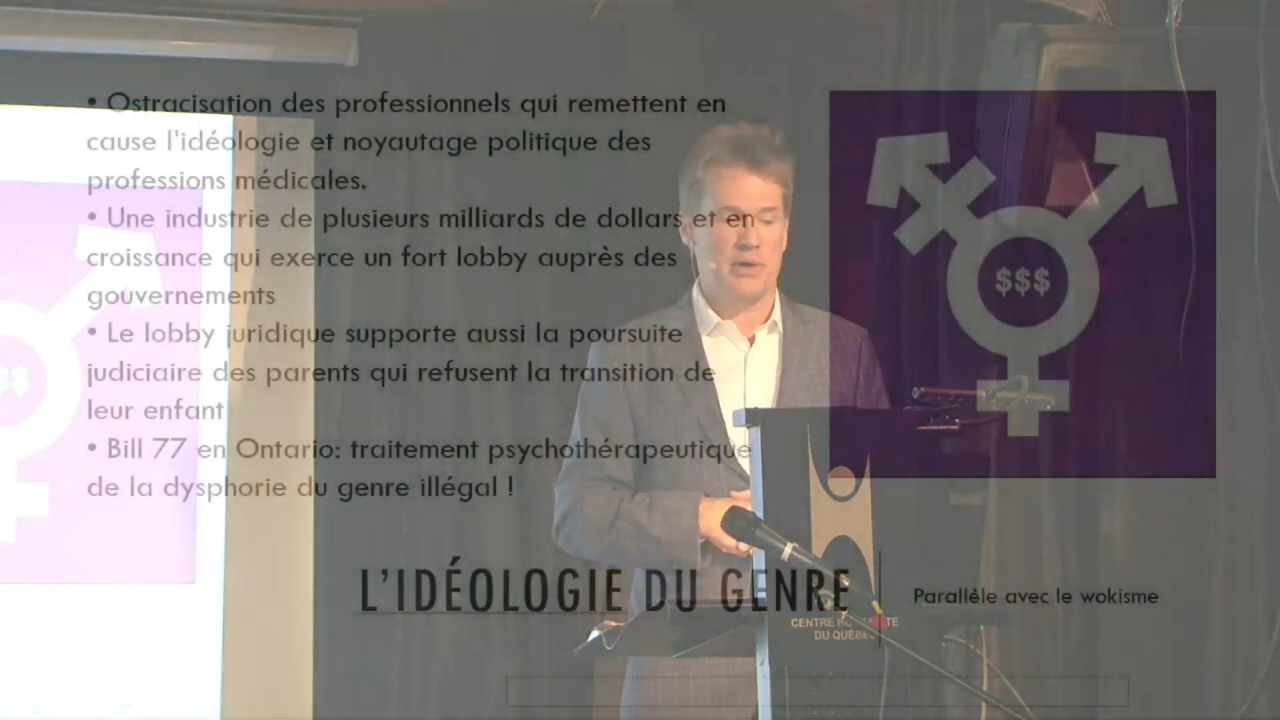 • Ostracisation des professionnels qui remettent en
cause l'idéologie et noyautage politique des
professions médicales.
• Une industrie de plusieurs milliards de dollars et en
croissance qui exerce un fort lobby auprès des
gouvernements
• Le lobby juridique supporte aussi la poursuite
judiciaire des parents qui refusent la transition de
leur enfant
• Bill 77 en Ontario: traitement psychothérapeutique
de la dysphorie du genre illégal !
$$$
L'IDÉOLOGIE DU GENRE
Parallèle avec le wokisme
CENTRE
DU QUÉBEC